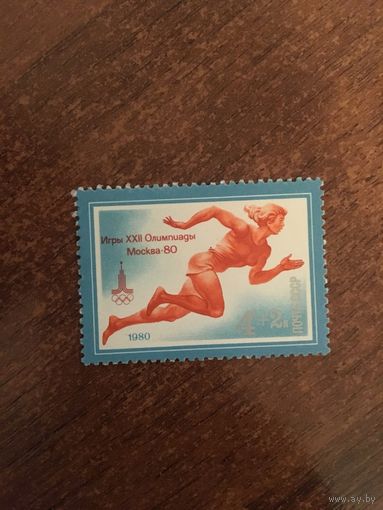 Игры XXII Олимпиады
Москва-80
4+2к
ПОЧТА СССР
1980
www.ay.by